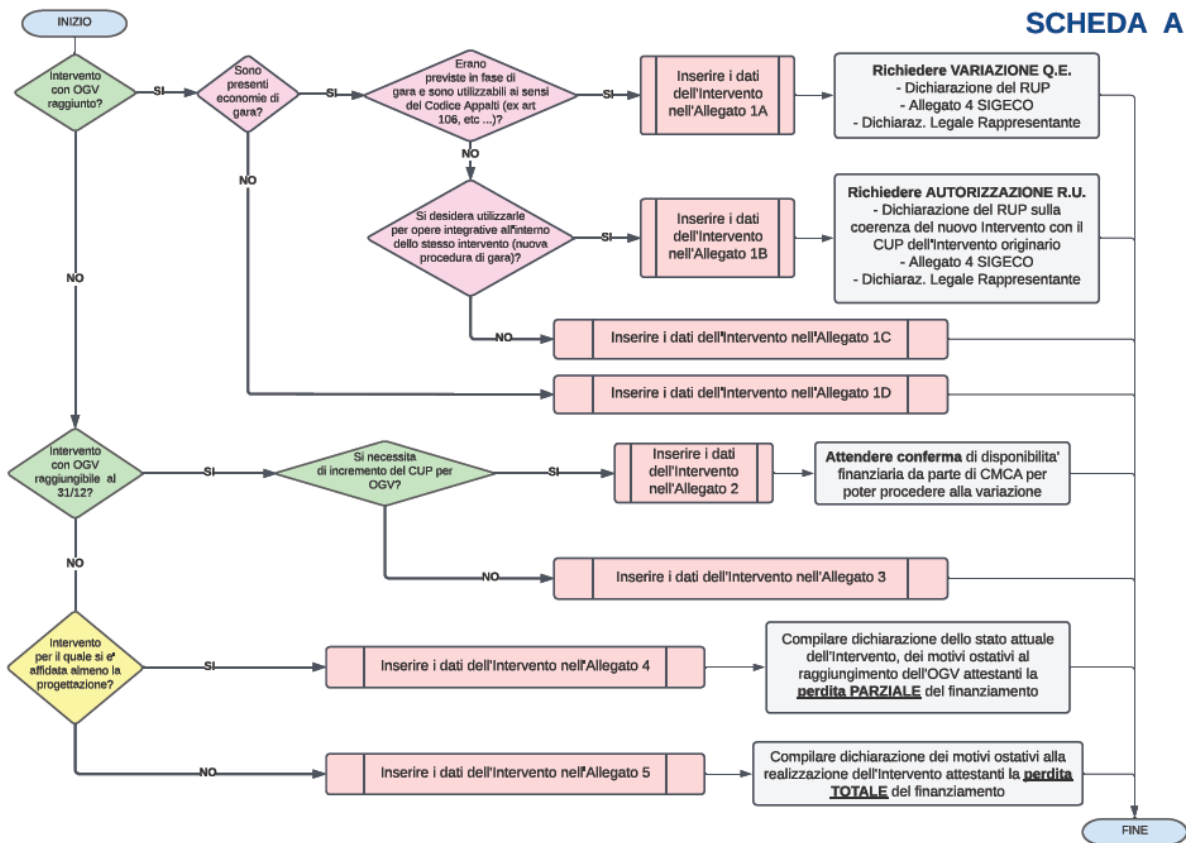 SCHEDA A
INIZIO
Intervento
con OGV
raggiunto?
SI
Sono
presenti
economie di
gara?
SI
Erano
previste in fase di
gara e sono utilizzabili ai sensi
del Codice Appalti (ex art
106, etc ...)?
SI
Inserire i dati
dell'Intervento
nell'Allegato 1A
Richiedere VARIAZIONE Q.E.
- Dichiarazione del RUP
- Allegato 4 SIGECO
- Dichiaraz. Legale Rappresentante
NO
NO
Si desidera utilizzarle
per opere integrative all'interno
dello stesso intervento (nuova
procedura di gara)?
SI
Inserire i dati
dell'Intervento
nell'Allegato 1B
Richiedere AUTORIZZAZIONE R.U.
- Dichiarazione del RUP sulla
coerenza del nuovo Intervento con il
CUP dell'Intervento originario
- Allegato 4 SIGECO
- Dichiaraz. Legale Rappresentante
NO
NO
Inserire i dati dell'Intervento nell'Allegato 1C
Inserire i dati dell'Intervento nell'Allegato 1D
Intervento
con OGV
raggiungibile al
31/12?
SI
Si necessita
di incremento del CUP per
OGV?
SI
Inserire i dati
dell'Intervento
nell'Allegato 2
Attendere conferma di disponibilita'
finanziaria da parte di CMCA per
poter procedere alla variazione
NO
NO
Inserire i dati dell'Intervento nell'Allegato 3
Intervento
per il quale si e'
affidata almeno la
progettazione?
SI
Inserire i dati dell'Intervento nell'Allegato 4
Compilare dichiarazione dello stato attuale
dell'Intervento, dei motivi ostativi al
raggiungimento dell'OGV attestanti la
perdita PARZIALE del finanziamento
NO
Inserire i dati dell'Intervento nell'Allegato 5
Compilare dichiarazione dei motivi ostativi alla
realizzazione dell'Intervento attestanti la perdita
TOTALE del finanziamento
FINE